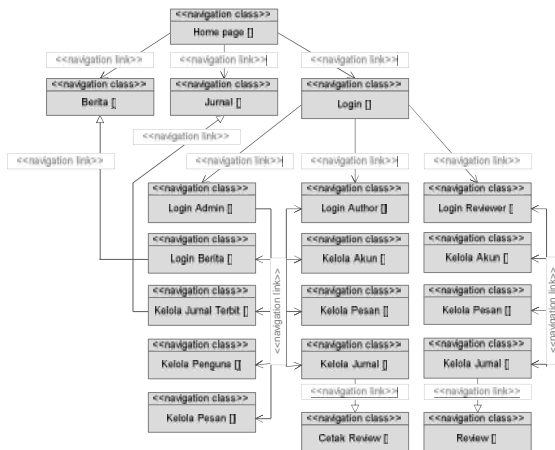 <<navigation class>>
Home page []
<<navigation link>>
<<navigation link>>
<<navigation link>>
<<navigation class>>
Berita []
<<navigation class>>
Jurnal []
<<navigation class>>
Login []
<<navigation link>>
<<navigation link>>
<<navigation link>>
<<navigation link>>
<<navigation link>>
<<navigation class>>
Login Admin []
<<navigation class>>
Login Author []
<<navigation class>>
Login Reviewer []
<<navigation class>>
Login Berita []
<<navigation class>>
Kelola Akun []
<<navigation class>>
Kelola Akun []
<<navigation link>>
<<navigation link>>
<<navigation class>>
Kelola Jurnal Terbit []
<<navigation class>>
Kelola Pesan []
<<navigation class>>
Kelola Pesan []
<<navigation class>>
Kelola Penguna []
<<navigation class>>
Kelola Jurnal []
<<navigation class>>
Kelola Jurnal []
<<navigation link>>
<<navigation link>>
<<navigation class>>
Kelola Pesan []
<<navigation class>>
Cetak Review []
<<navigation class>>
Review []